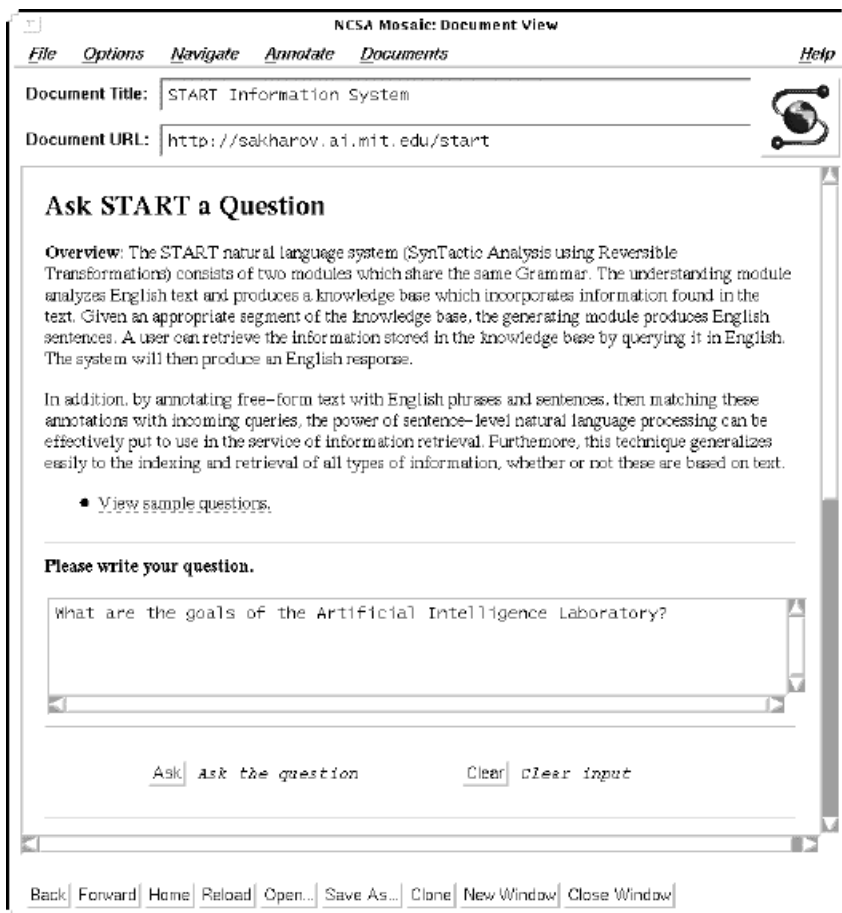 NCSA Mosaic: Document View
File Options Navigate Annotate Documents Help
Document Title: START Information System
Document URL: http://sakharov.ai.mit.edu/start
Ask START a Question
Overview: The START natural language system (SynTactic Analysis using Reversible
Transformations) consists of two modules which share the same Grammar. The understanding module
analyzes English text and produces a knowledge base which incorporates information found in the
text. Given an appropriate segment of the knowledge base, the generating module produces English
sentences. A user can retrieve the information stored in the knowledge base by querying it in English.
The system will then produce an English response.
In addition, by annotating free-form text with English phrases and sentences, then matching these
annotations with incoming queries, the power of sentence-level natural language processing can be
effectively put to use in the service of information retrieval. Furthemore, this technique generalizes
easily to the indexing and retrieval of all types of information, whether or not these are based on text.
View sample questions.
Please write your question.
What are the goals of the Artificial Intelligence Laboratory?
Ask Ask the question Clear Clear input
Back Forward Home Reload Open... Save As... Clone New Window Close Window